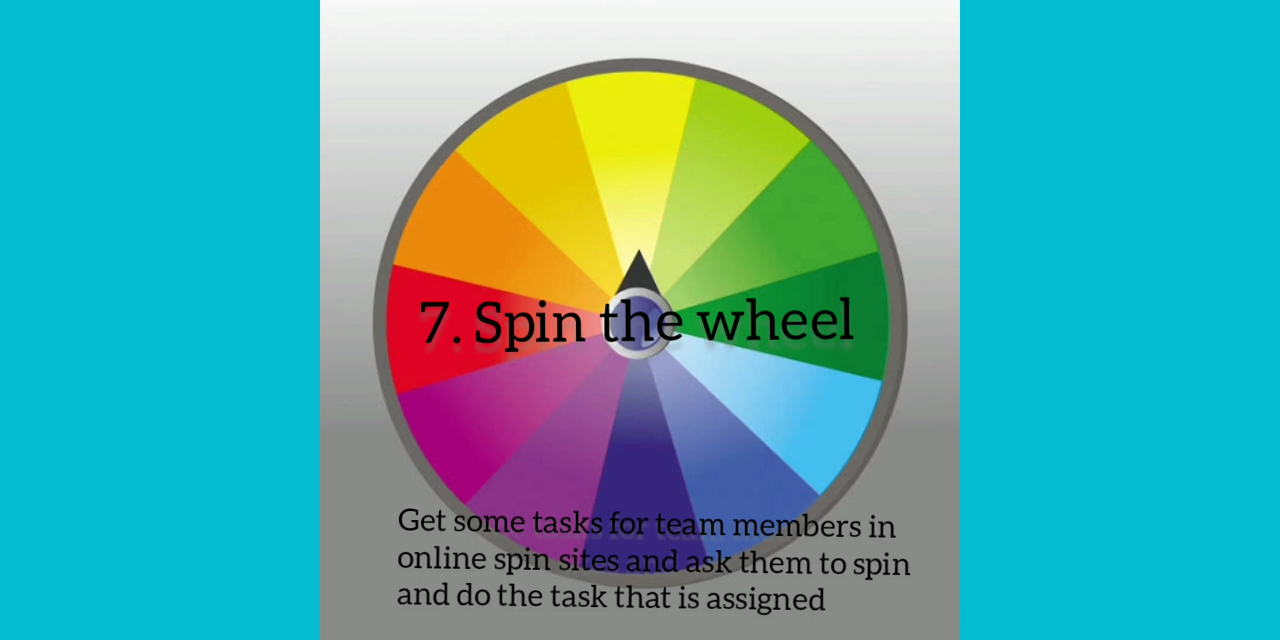 7. Spin the wheel
Get some tasks for team members in
online spin sites and ask them to spin
and do the task that is assigned